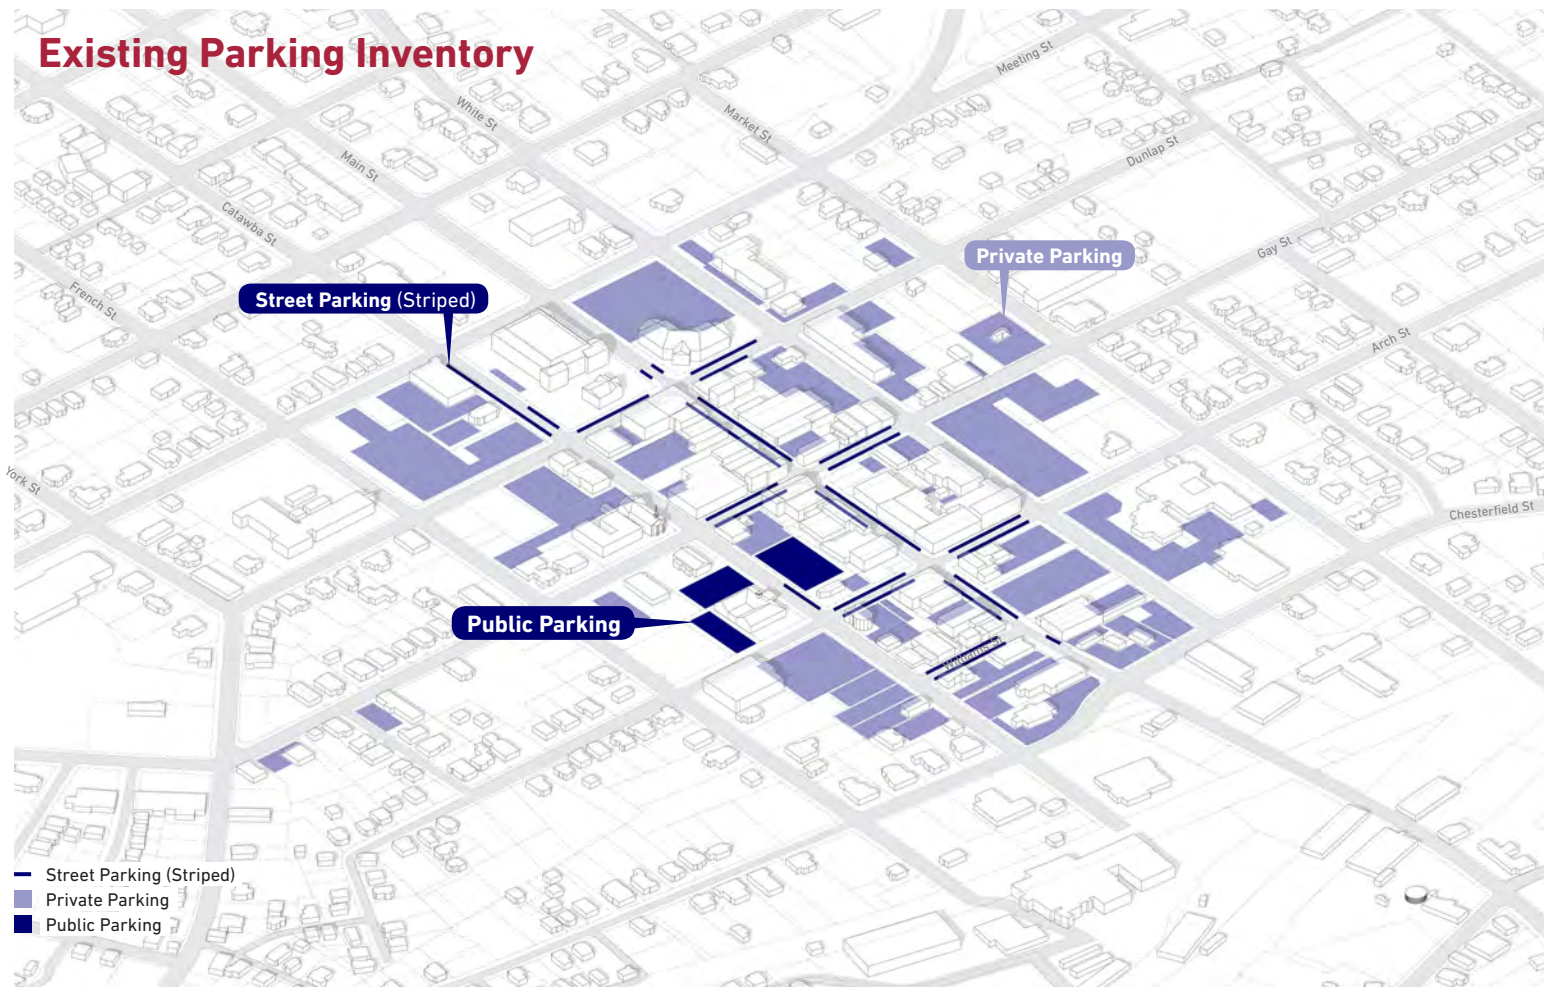 Existing Parking Inventory
Meeting St
White St
Market St
Main St
Dunlap St
Catawba St
Gay St
Private Parking
French St
Street Parking (Striped)
Arch St
York St
Chesterfield St
Public Parking
Williams St
Street Parking (Striped)
Private Parking
Public Parking